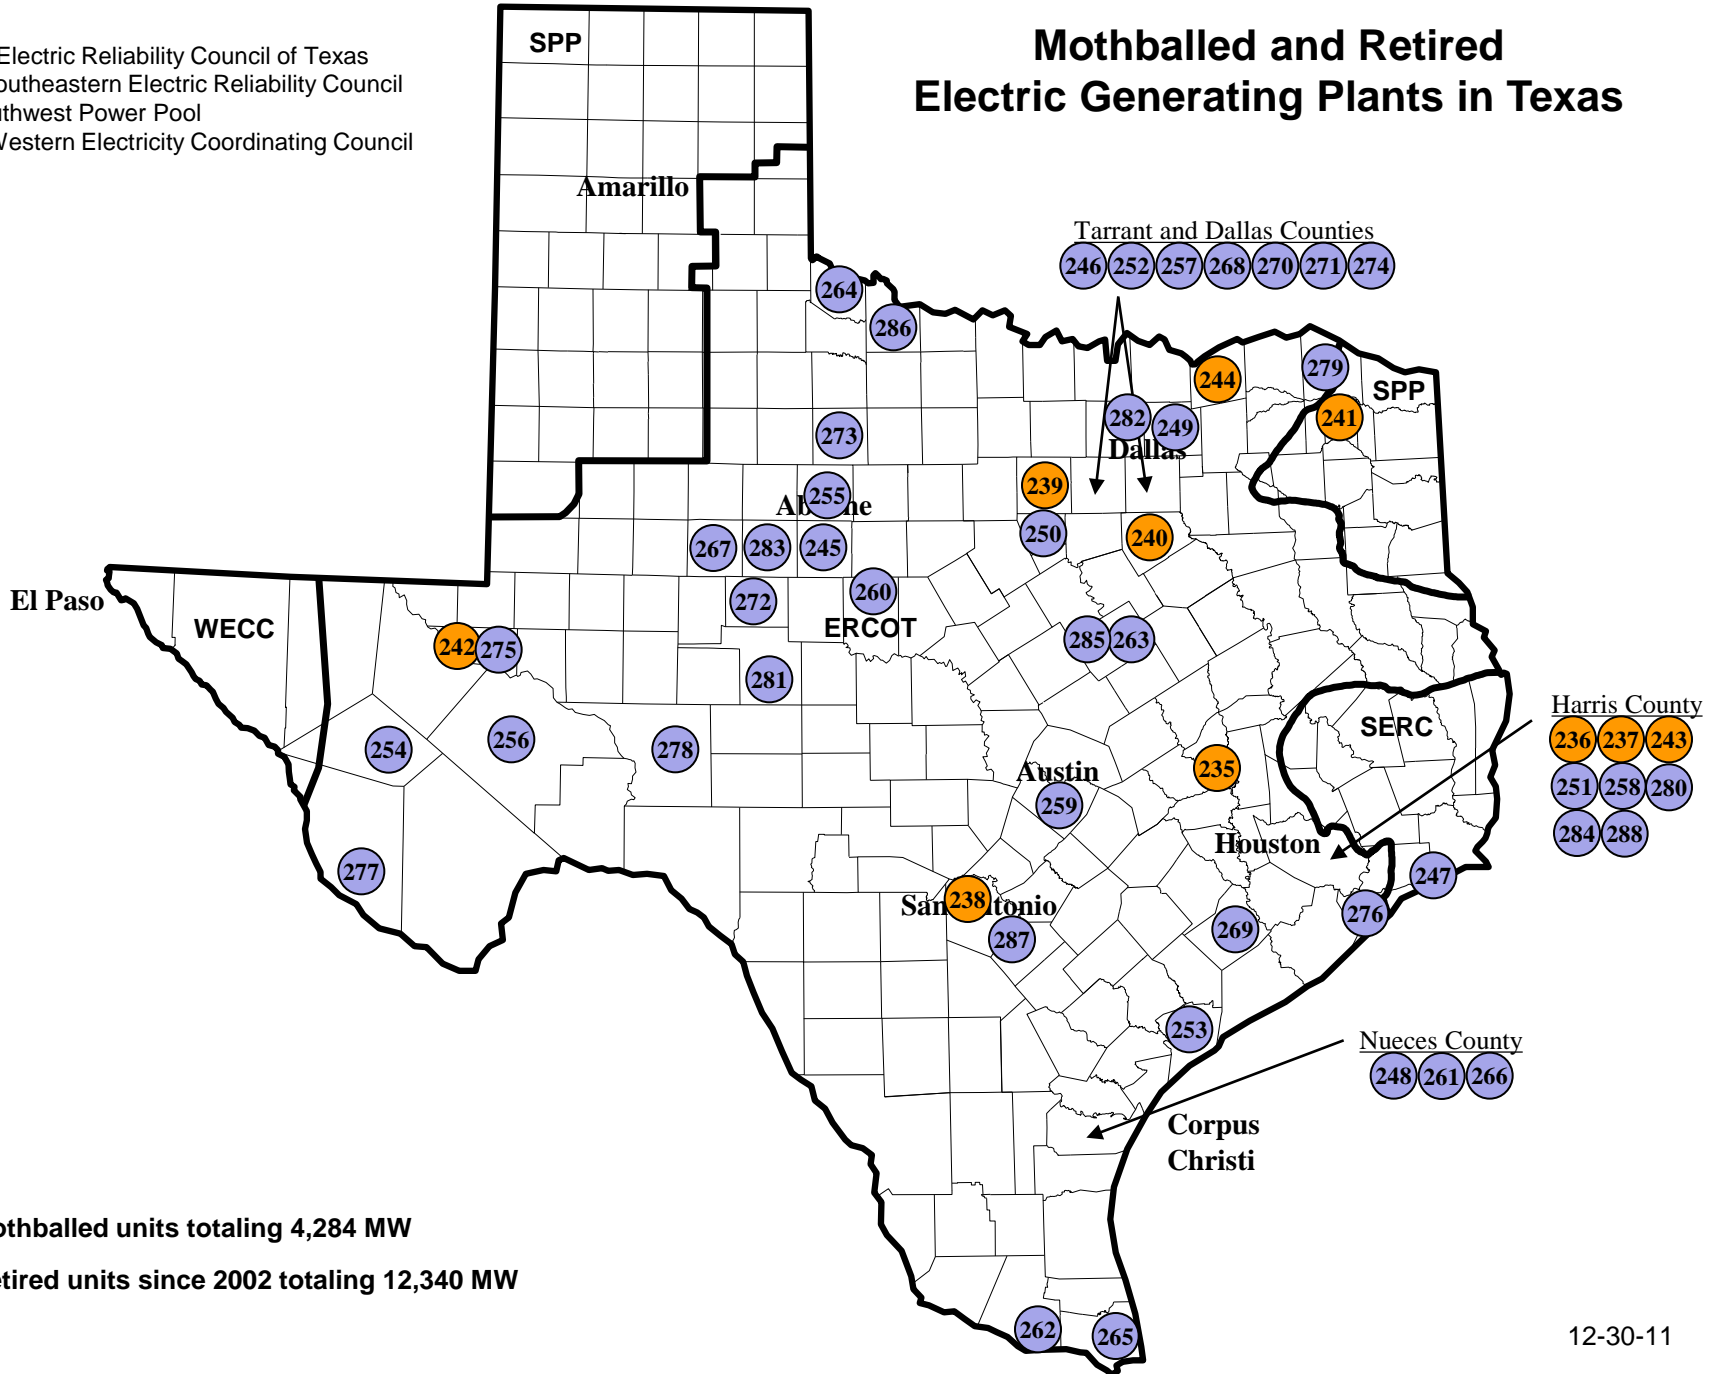 SPP
Mothballed and Retired
Electric Generating Plants in Texas
Electric Reliability Council of Texas
outheastern Electric Reliability Council
uthwest Power Pool
Western Electricity Coordinating Council
Amarillo
Tarrant and Dallas Counties
246 252 257 268 270 271 274
264
286
279
244
SPP
282
241
249
273
Dallas
239
255
250
240
267 283 245
272
260
El Paso
WECC
ERCOT
285 263
242 275
281
Harris County
SERC
236 237 243
254
256
278
235
Austin
251 258 280
259
284 288
Houston
277
247
238
276
287
269
253
Nueces County
248 261 266
Corpus
Christi
othballed units totaling 4,284 MW
etired units since 2002 totaling 12,340 MW
262
265
12-30-11